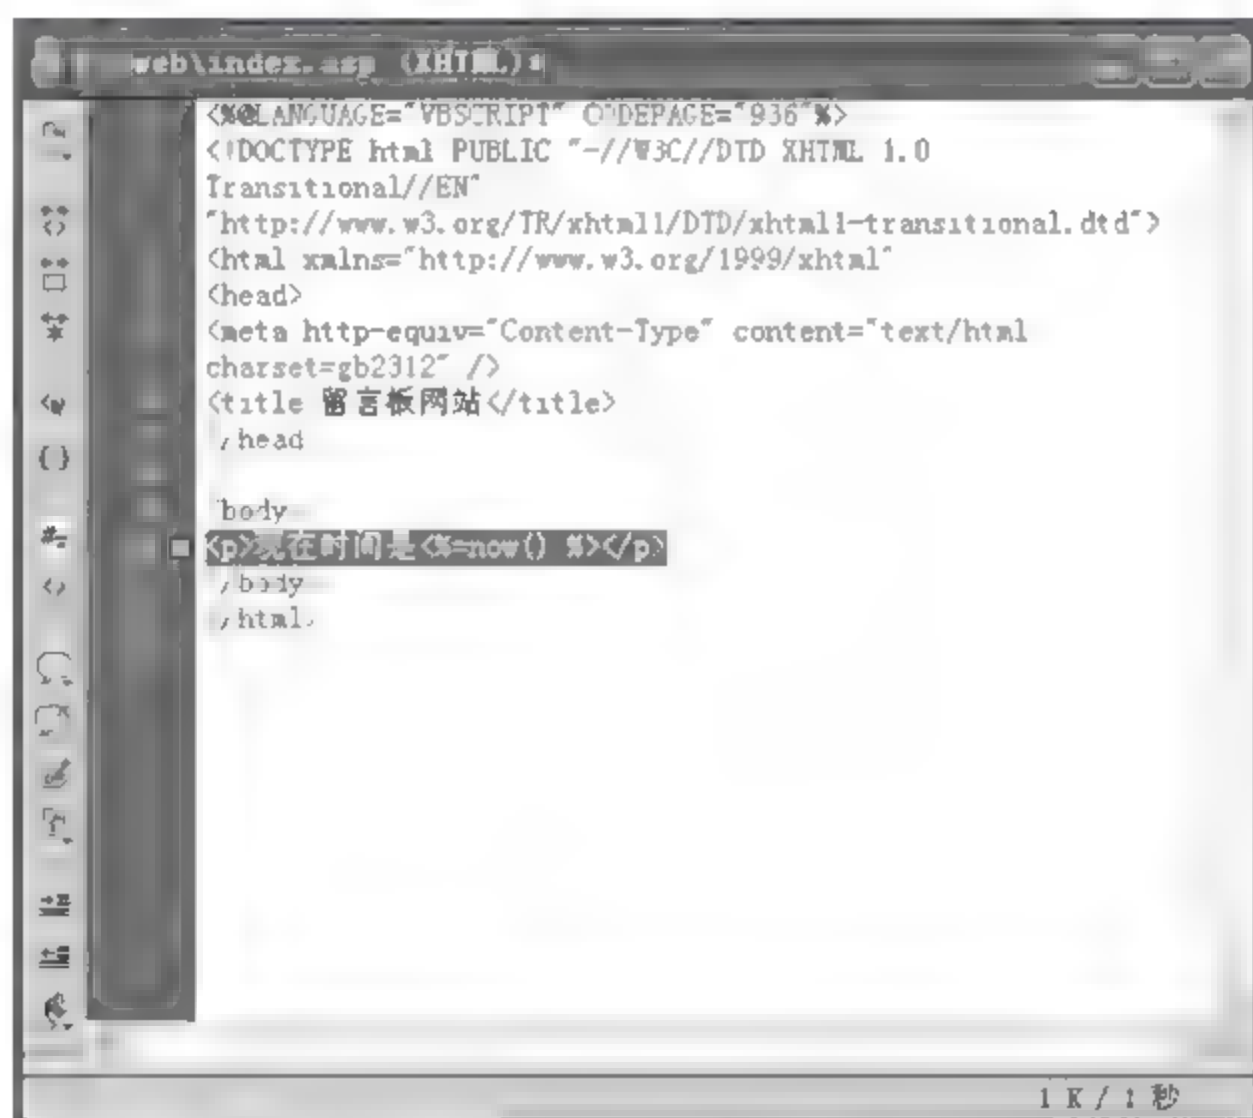 web\index.asp (XHTML)*
<%@LANGUAGE="VBSCRIPT" CODEPAGE="936"%>
<!DOCTYPE html PUBLIC "-//W3C//DTD XHTML 1.0
Transitional//EN"
"http://www.w3.org/TR/xhtml1/DTD/xhtml1-transitional.dtd">
<html xmlns="http://www.w3.org/1999/xhtml"
<head>
<meta http-equiv="Content-Type" content="text/html
charset=gb2312" />
<title 留言板网站</title>
/head
body
<p>现在时间是<%=now() %></p>
/body
/html>
1 K / 1 秒